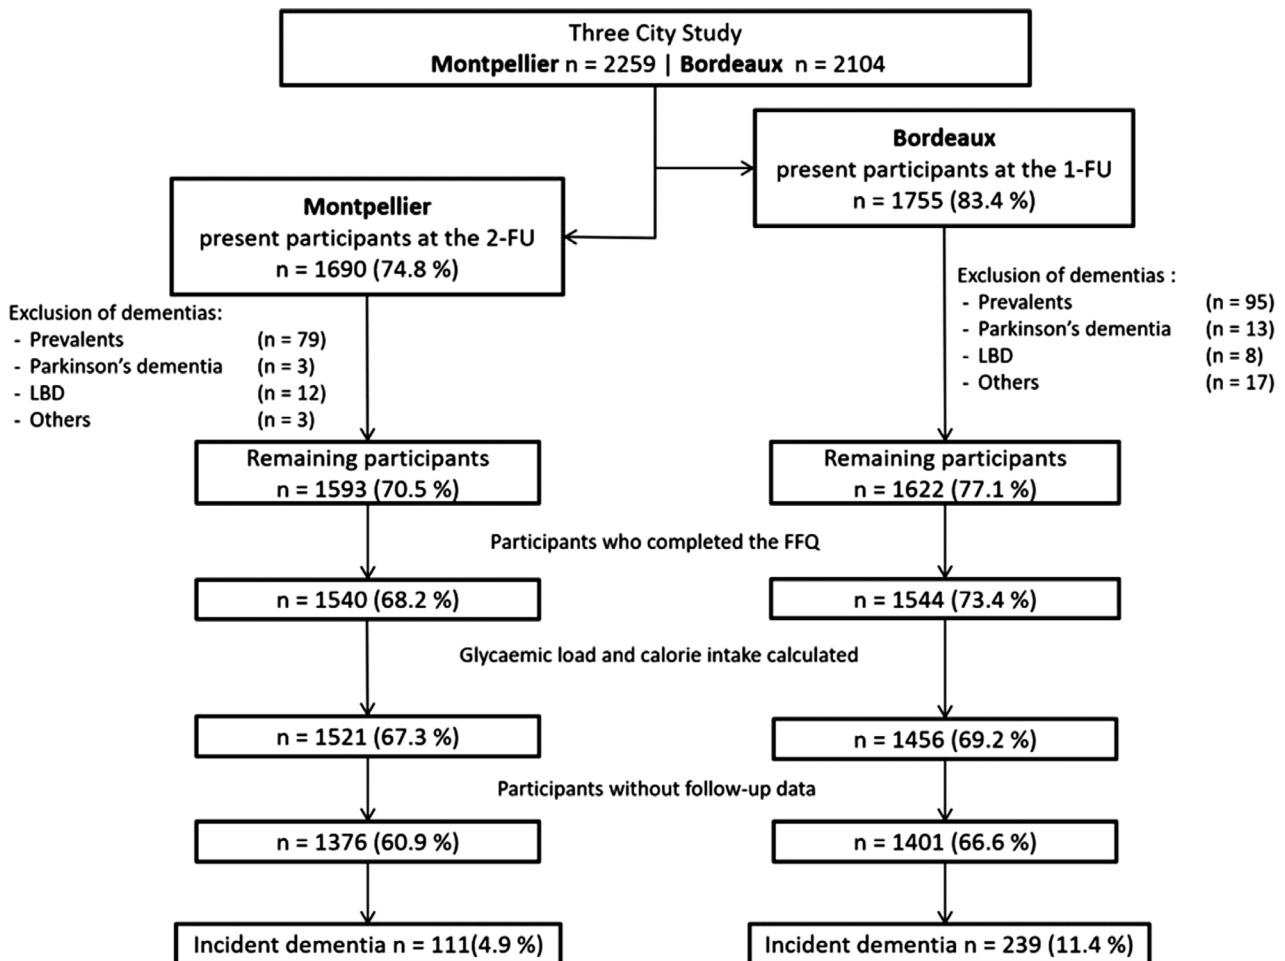 Three City Study
Montpellier n = 2259 | Bordeaux n = 2104
Bordeaux
present participants at the 1-FU
n = 1755 (83.4 %)
Montpellier
present participants at the 2-FU
n = 1690 (74.8 %)
Exclusion of dementias :
- Prevalents (n = 95)
- Parkinson's dementia (n = 13)
- LBD (n = 8)
- Others (n = 17)
Exclusion of dementias:
- Prevalents (n = 79)
- Parkinson's dementia (n = 3)
- LBD (n = 12)
- Others (n = 3)
Remaining participants
n = 1593 (70.5 %)
Remaining participants
n = 1622 (77.1 %)
Participants who completed the FFQ
n = 1540 (68.2 %)
n = 1544 (73.4 %)
Glycaemic load and calorie intake calculated
n = 1521 (67.3 %)
n = 1456 (69.2 %)
Participants without follow-up data
n = 1376 (60.9 %)
n = 1401 (66.6 %)
Incident dementia n = 111(4.9 %)
Incident dementia n = 239 (11.4 %)